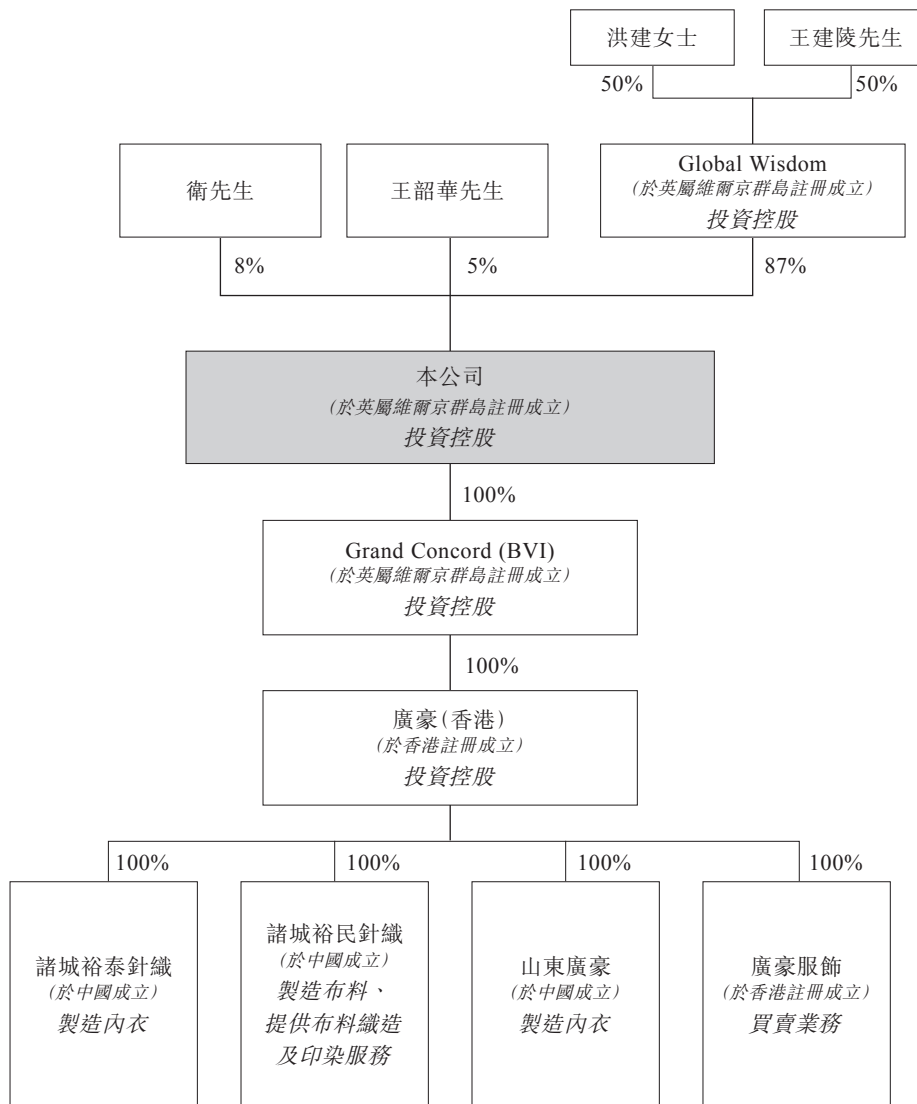 洪建女士
王建陵先生
50%
50%
Global Wisdom
(於英屬維爾京群島註冊成立)
投資控股
衛先生
王韶華先生
8%
5%
87%
本公司
(於英屬維爾京群島註冊成立)
投資控股
100%
Grand Concord (BVI)
(於英屬維爾京群島註冊成立)
投資控股
100%
廣豪(香港)
(於香港註冊成立)
投資控股
100%
100%
100%
100%
諸城裕泰針織
(於中國成立)
製造內衣
諸城裕民針織
(於中國成立)
製造布料、
提供布料織造
及印染服務
山東廣豪
(於中國成立)
製造內衣
廣豪服飾
(於香港註冊成立)
買賣業務